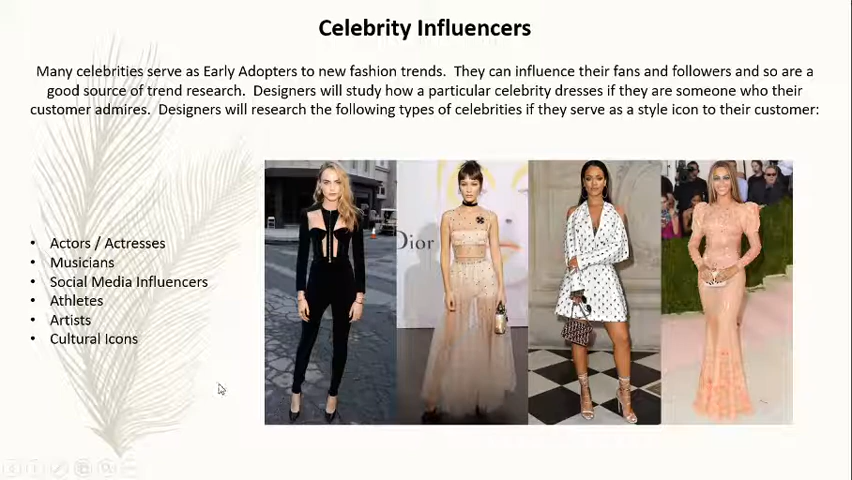 Celebrity Influencers
Many celebrities serve as Early Adopters to new fashion trends.  They can influence their fans and followers and so are a
good source of trend research.  Designers will study how a particular celebrity dresses if they are someone who their
customer admires.  Designers will research the following types of celebrities if they serve as a style icon to their customer:
Dior
• Actors / Actresses
• Musicians
• Social Media Influencers
• Athletes
• Artists
• Cultural Icons